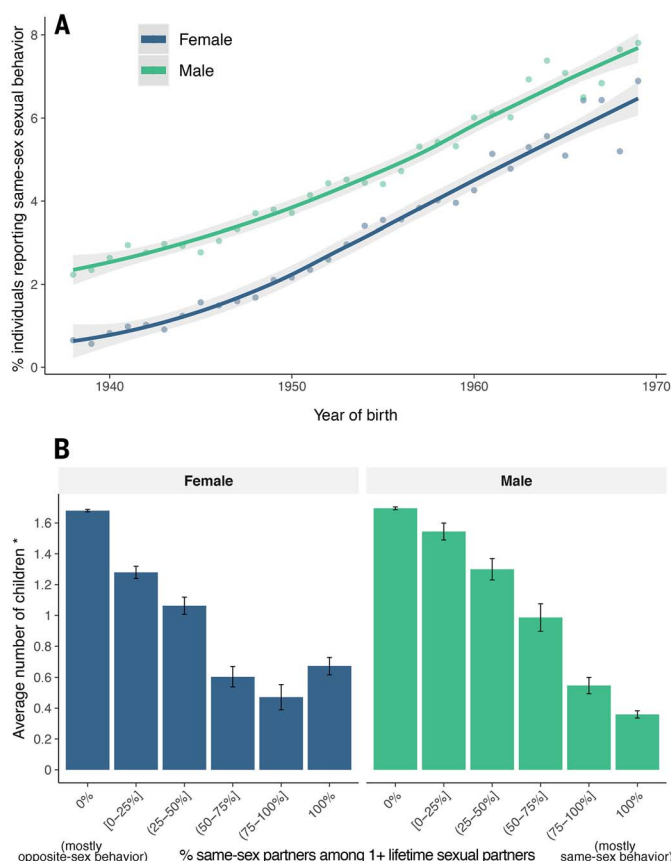 A
Female
Male
% individuals reporting same-sex sexual behavior
8
6
4
2
0
1940 1950 1960 1970
Year of birth
B
Female Male
Average number of children *
1.6
1.4
1.2
1
0.8
0.6
0.4
0.2
0
0% [0–25%] (25–50%] (50–75%] (75–100%] 100% 0% [0–25%] (25–50%] (50–75%] (75–100%] 100%
(mostly opposite-sex behavior)
% same-sex partners among 1+ lifetime sexual partners
(mostly same-sex behavior)